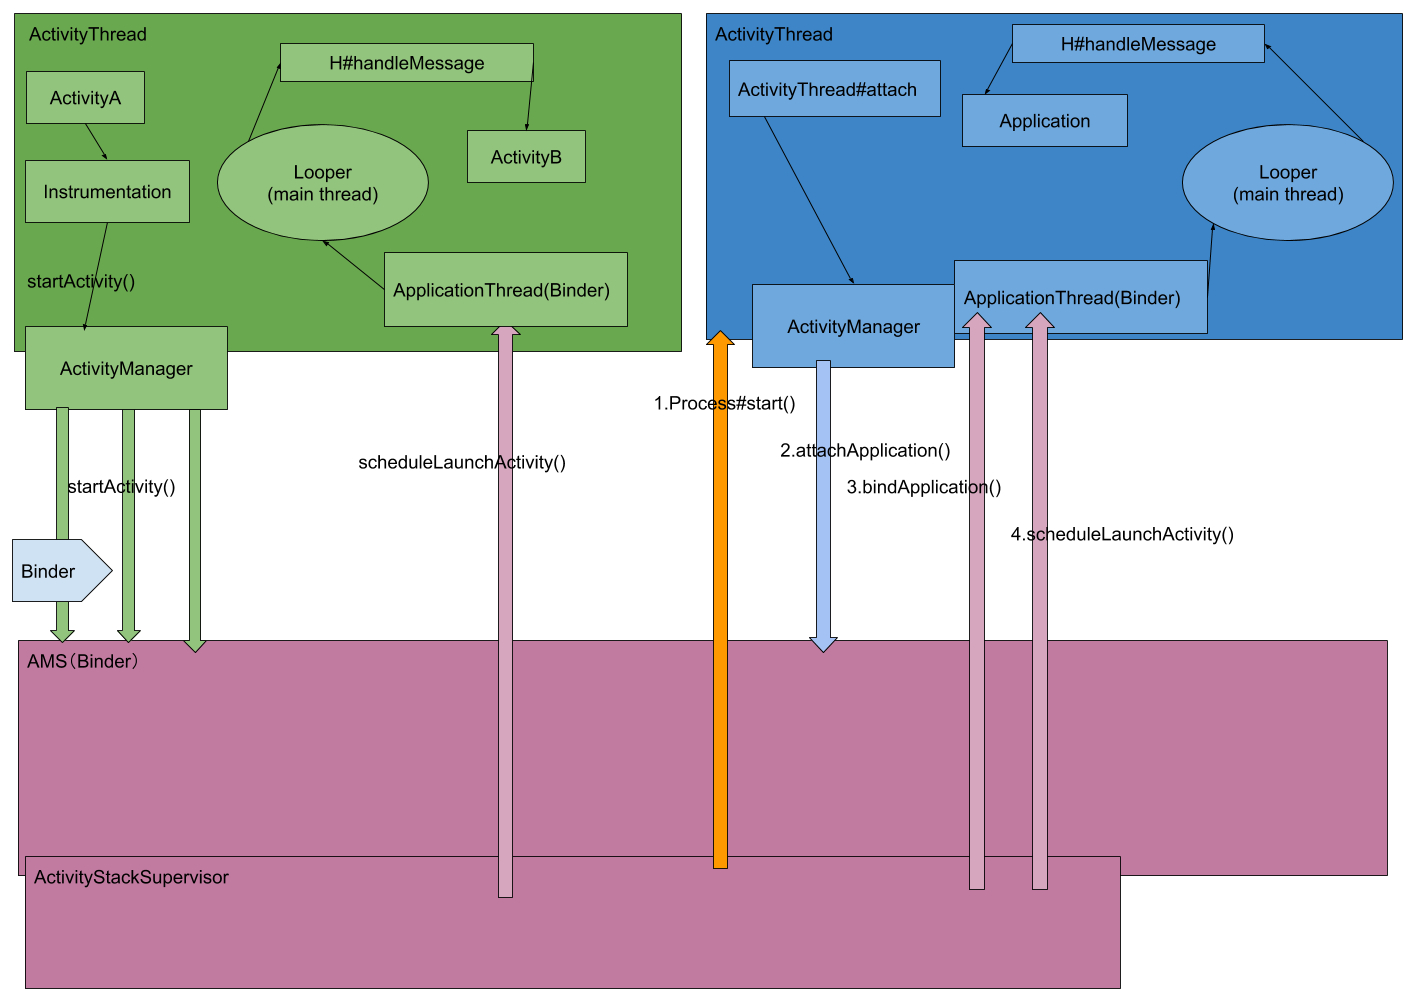 ActivityThread
H#handleMessage
ActivityA
ActivityB
Instrumentation
Looper
(main thread)
startActivity()
ApplicationThread(Binder)
ActivityManager
scheduleLaunchActivity()
startActivity()
Binder
ActivityThread
H#handleMessage
ActivityThread#attach
Application
Looper
(main thread)
ApplicationThread(Binder)
ActivityManager
1.Process#start()
2.attachApplication()
3.bindApplication()
4.scheduleLaunchActivity()
AMS（Binder）
ActivityStackSupervisor